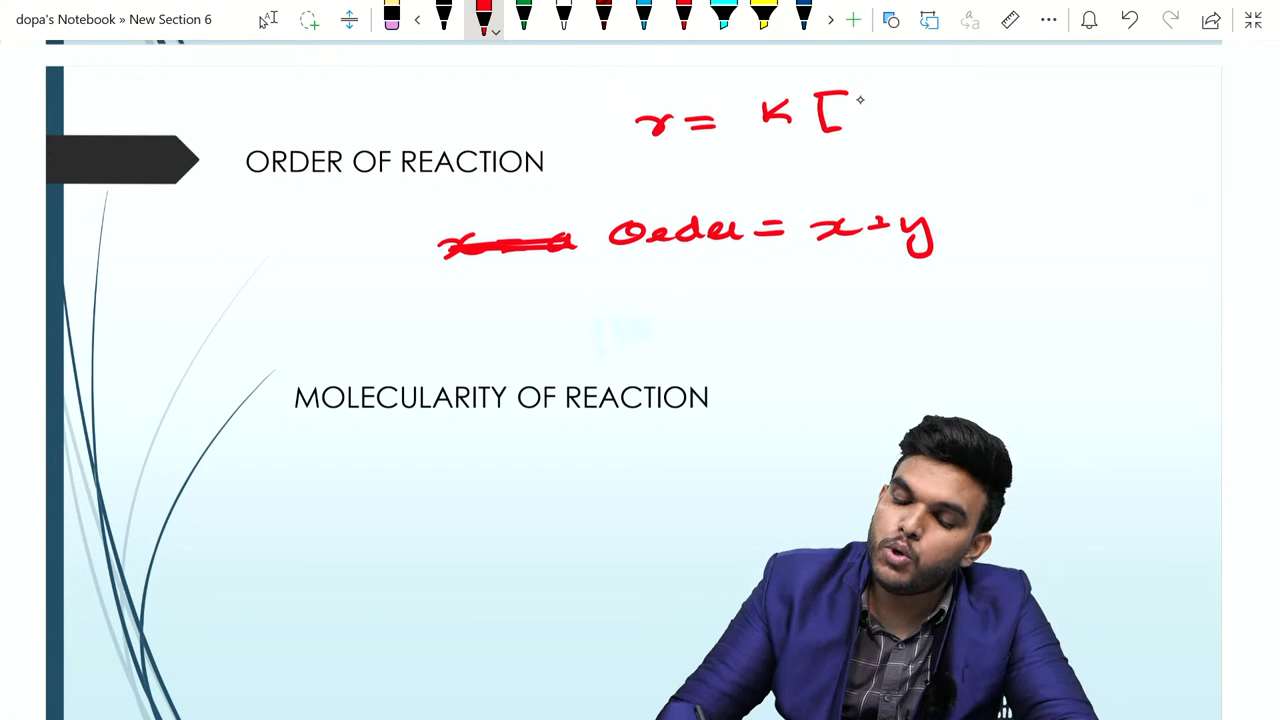 dopa's Notebook » New Section 6
r = K [
ORDER OF REACTION
Order = x+y
MOLECULARITY OF REACTION